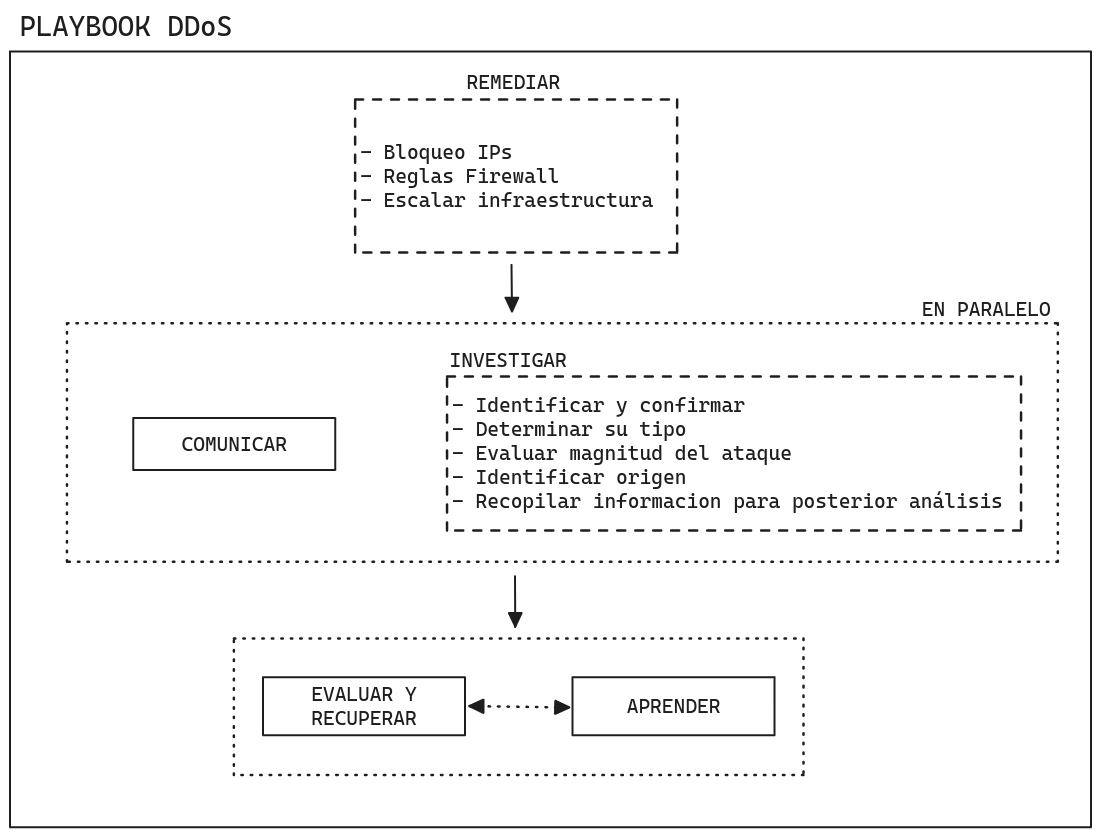 PLAYBOOK DDoS
REMEDIAR
- Bloqueo IPs
- Reglas Firewall
- Escalar infraestructura
EN PARALELO
INVESTIGAR
- Identificar y confirmar
- Determinar su tipo
- Evaluar magnitud del ataque
- Identificar origen
- Recopilar informacion para posterior análisis
COMUNICAR
EVALUAR Y
RECUPERAR
APRENDER